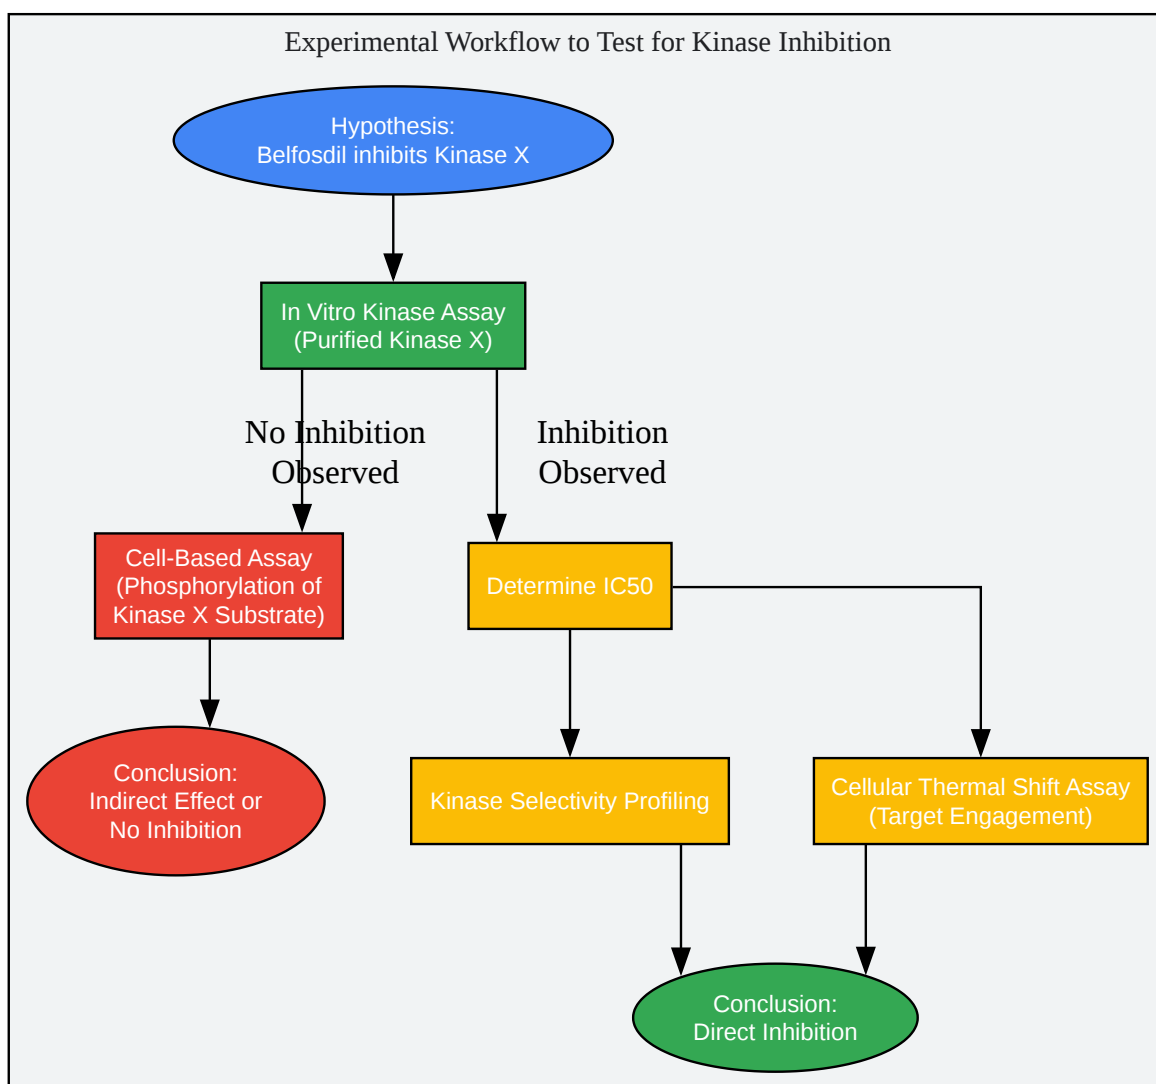 Experimental Workflow to Test for Kinase Inhibition
Hypothesis:
Belfosdil inhibits Kinase X
In Vitro Kinase Assay
(Purified Kinase X)
No Inhibition
Observed
Inhibition
Observed
Cell-Based Assay
(Phosphorylation of
Kinase X Substrate)
Determine IC50
Conclusion:
Indirect Effect or
No Inhibition
Kinase Selectivity Profiling
Cellular Thermal Shift Assay
(Target Engagement)
Conclusion:
Direct Inhibition